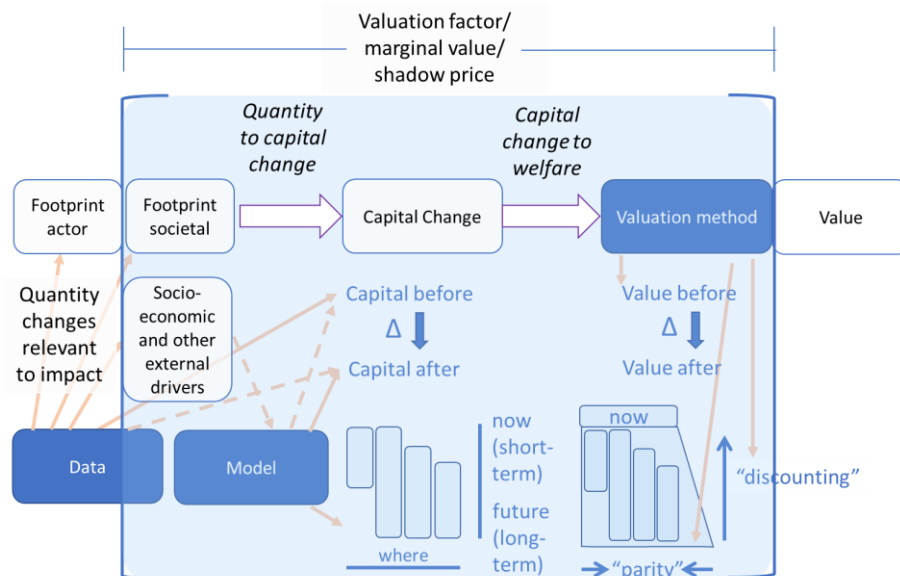 Valuation factor/
marginal value/
shadow price
Quantity
to capital
change
Capital
change to
welfare
Footprint
actor
Footprint
societal
Capital Change
Valuation method
Value
Quantity
changes
relevant
to impact
Socio-
economic
and other
external
drivers
Capital before
Δ
Capital after
Value before
Δ
Value after
Data
Model
now
(short-
term)
future
(long-
term)
where
now
“discounting”
“parity”